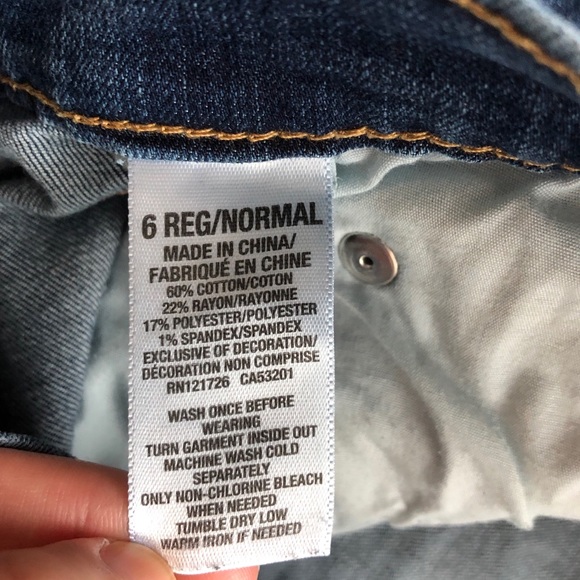 6 REG/NORMAL
MADE IN CHINA/
FABRIQUÉ EN CHINE
60% COTTON/COTON
22% RAYON/RAYONNE
17% POLYESTER/POLYESTER
1% SPANDEX/SPANDEX
EXCLUSIVE OF DECORATION/
DÉCORATION NON COMPRISE
RN121726 CA53201
WASH ONCE BEFORE
WEARING
TURN GARMENT INSIDE OUT
MACHINE WASH COLD
SEPARATELY
ONLY NON-CHLORINE BLEACH
WHEN NEEDED
TUMBLE DRY LOW
WARM IRON IF NEEDED